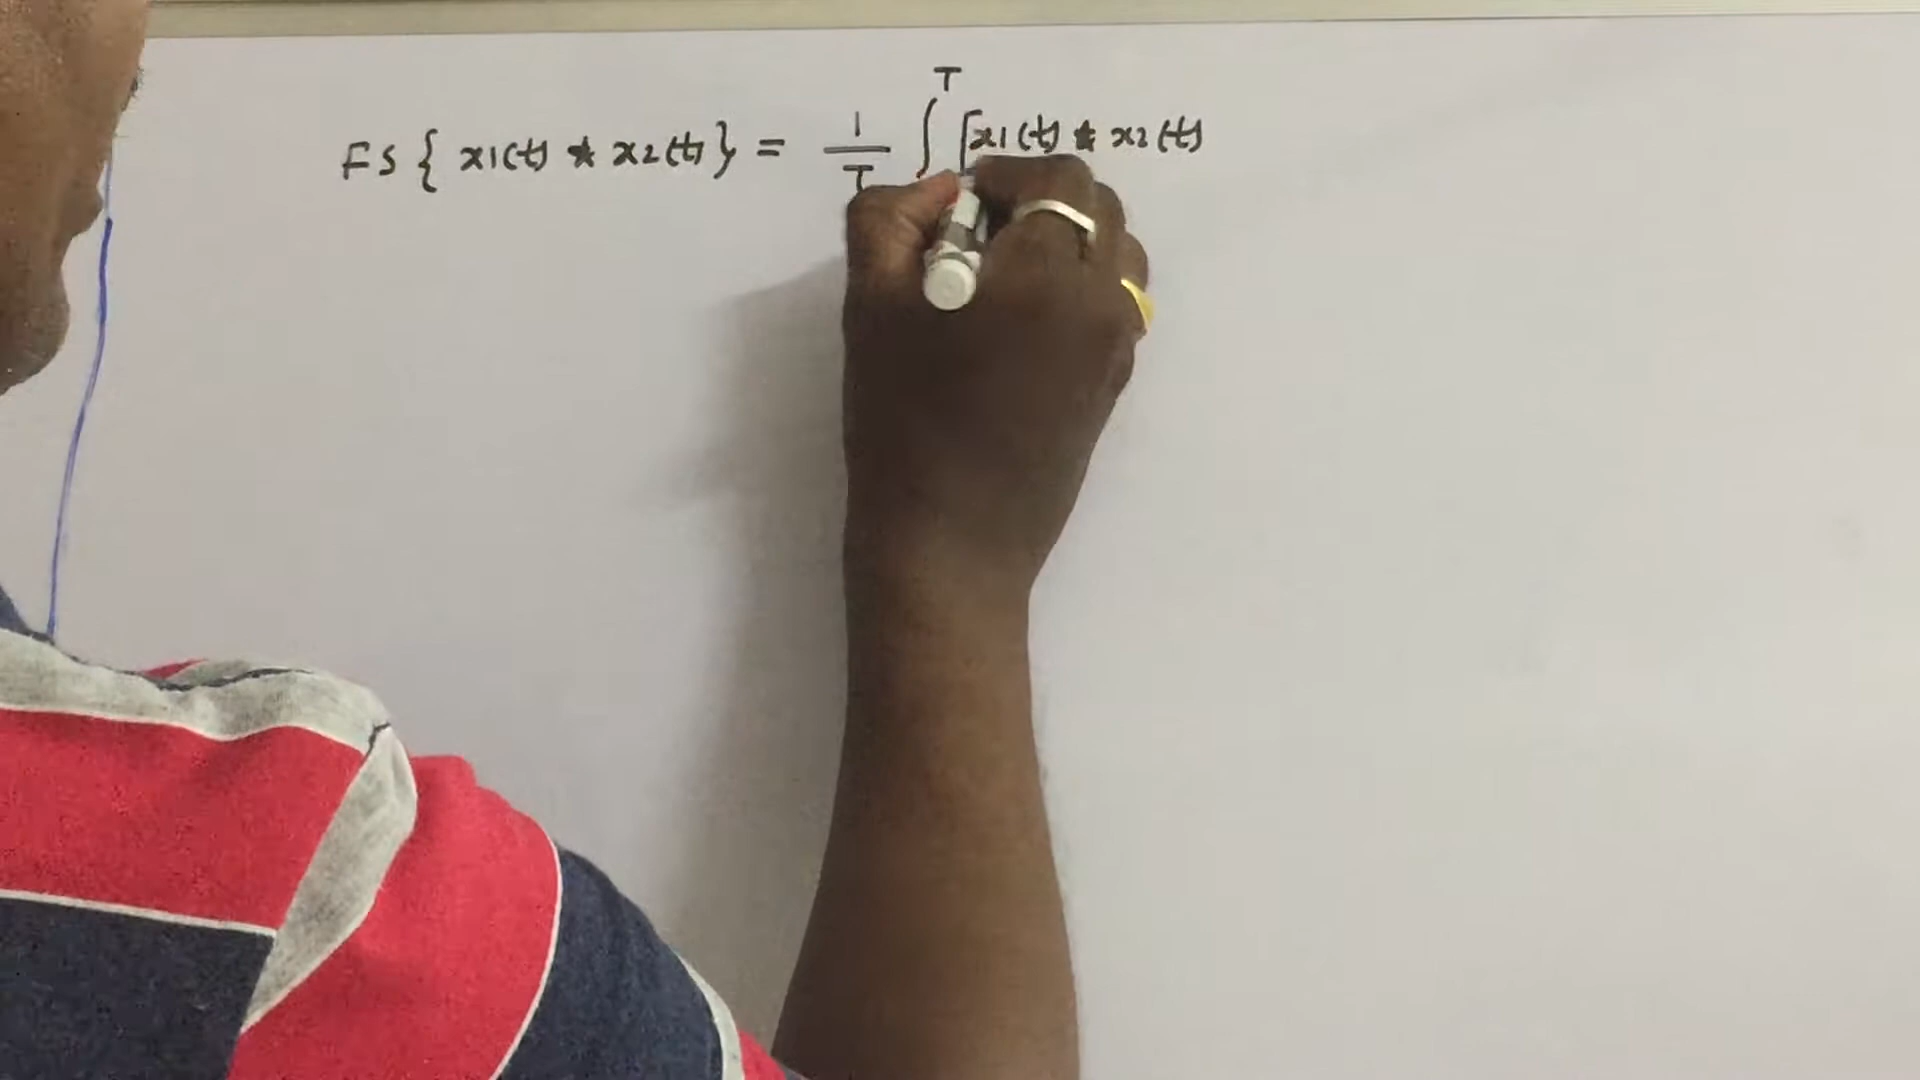 FS { x1(t) * x2(t) } = 1/T ∫ T [x1(t) * x2(t)